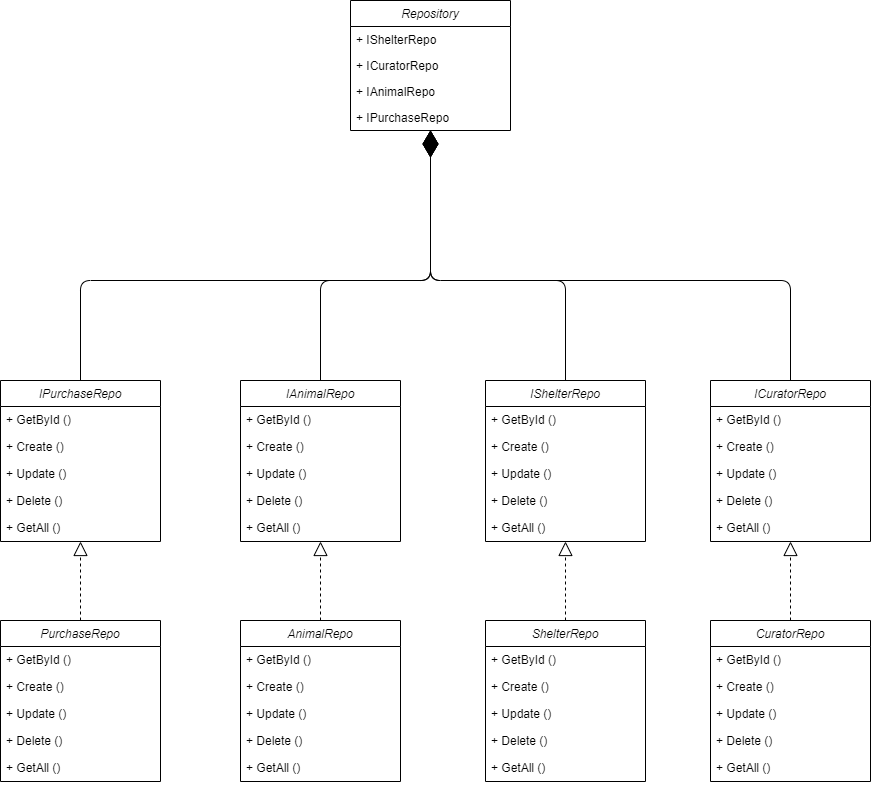 Repository
+ IShelterRepo
+ ICuratorRepo
+ IAnimalRepo
+ IPurchaseRepo
IPurchaseRepo
+ GetById ()
+ Create ()
+ Update ()
+ Delete ()
+ GetAll ()
IAnimalRepo
+ GetById ()
+ Create ()
+ Update ()
+ Delete ()
+ GetAll ()
IShelterRepo
+ GetById ()
+ Create ()
+ Update ()
+ Delete ()
+ GetAll ()
ICuratorRepo
+ GetById ()
+ Create ()
+ Update ()
+ Delete ()
+ GetAll ()
PurchaseRepo
+ GetById ()
+ Create ()
+ Update ()
+ Delete ()
+ GetAll ()
AnimalRepo
+ GetById ()
+ Create ()
+ Update ()
+ Delete ()
+ GetAll ()
ShelterRepo
+ GetById ()
+ Create ()
+ Update ()
+ Delete ()
+ GetAll ()
CuratorRepo
+ GetById ()
+ Create ()
+ Update ()
+ Delete ()
+ GetAll ()